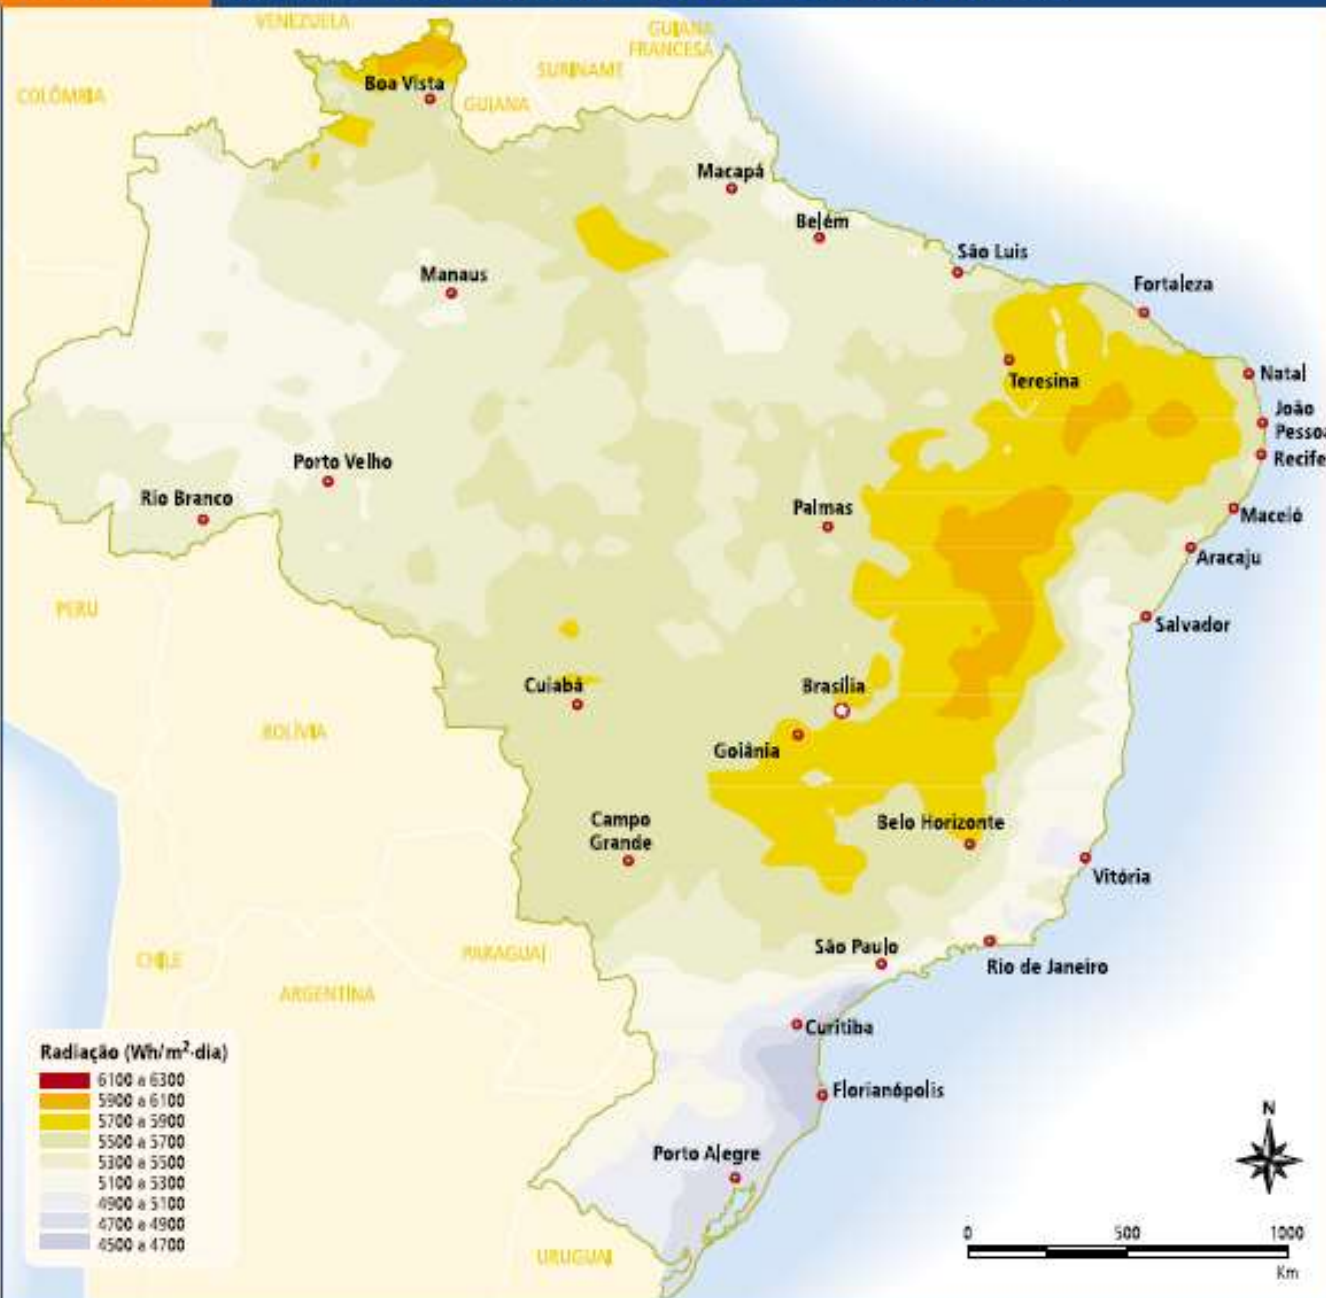 VENEZUELA
GUIANA
FRANCESA
SURINAME
COLÔMBIA
Boa Vista
GUIANA
Macapá
Belém
São Luis
Manaus
Fortaleza
Teresina
Natal
João
Pessoa
Recife
Porto Velho
Rio Branco
Palmas
Maceió
Aracaju
PERU
Salvador
Cuiabá
Brasília
BOLÍVIA
Goiânia
Campo
Grande
Belo Horizonte
Vitória
CHILE
PARAGUAI
São Paulo
Rio de Janeiro
ARGENTINA
Curitiba
Radiação (Wh/m²·dia)
6100 a 6300
5900 a 6100
5700 a 5900
5500 a 5700
5300 a 5500
5100 a 5300
4900 a 5100
4700 a 4900
4500 a 4700
Florianópolis
Porto Alegre
N
URUGUAI
0 500 1000
Km